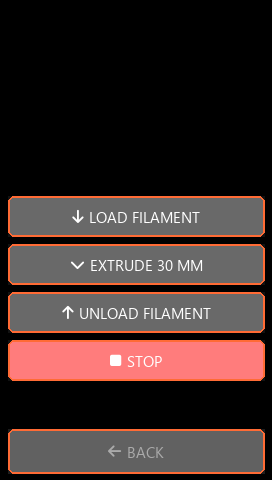 LOAD FILAMENT
EXTRUDE 30 MM
UNLOAD FILAMENT
STOP
BACK